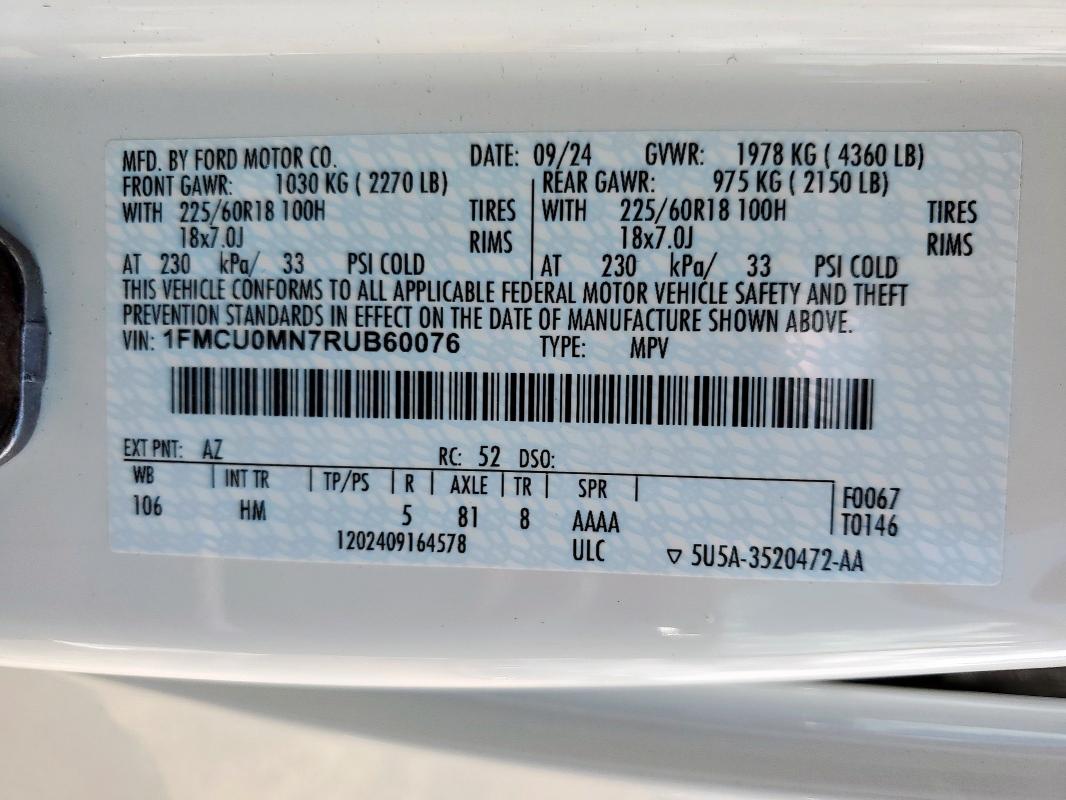 MFD. BY FORD MOTOR CO. DATE: 09/24 GVWR: 1978 KG ( 4360 LB)
FRONT GAWR: 1030 KG ( 2270 LB) REAR GAWR: 975 KG ( 2150 LB)
WITH 225/60R18 100H TIRES WITH 225/60R18 100H TIRES
18x7.0J RIMS 18x7.0J RIMS
AT 230 kPa/ 33 PSI COLD AT 230 kPa/ 33 PSI COLD
THIS VEHICLE CONFORMS TO ALL APPLICABLE FEDERAL MOTOR VEHICLE SAFETY AND THEFT
PREVENTION STANDARDS IN EFFECT ON THE DATE OF MANUFACTURE SHOWN ABOVE.
VIN: 1FMCU0MN7RUB60076 TYPE: MPV
EXT PNT: AZ RC: 52 DSO:
WB INT TR TP/PS R AXLE TR SPR F0067
106 HM 5 81 8 AAAA T0146
1202409164578 ULC ▽ 5U5A-3520472-AA